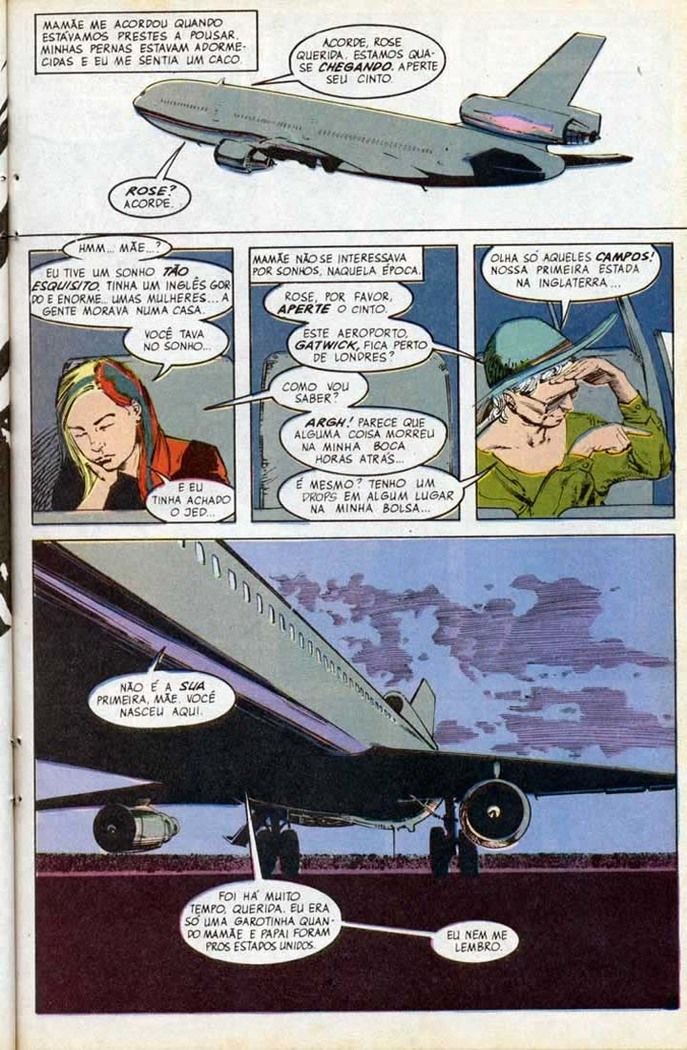 MAMÃE ME ACORDOU QUANDO
ESTÁVAMOS PRESTES A POUSAR.
MINHAS PERNAS ESTAVAM ADORME-
CIDAS E EU ME SENTIA UM CACO.
ACORDE, ROSE
QUERIDA. ESTAMOS QUA-
SE CHEGANDO. APERTE
SEU CINTO.
ROSE?
ACORDE.
HMM... MÃE...?
EU TIVE UM SONHO TÃO
ESQUISITO. TINHA UM INGLÊS GOR
DO E ENORME... UMAS MULHERES... A
GENTE MORAVA NUMA CASA.
VOCÊ TAVA
NO SONHO...
E EU
TINHA ACHADO
O JED...
MAMÃE NÃO SE INTERESSAVA
POR SONHOS, NAQUELA ÉPOCA.
ROSE, POR FAVOR,
APERTE O CINTO.
ESTE AEROPORTO,
GATWICK, FICA PERTO
DE LONDRES?
COMO VOU
SABER?
ARGH! PARECE QUE
ALGUMA COISA MORREU
NA MINHA BOCA
HORAS ATRÁS...
É MESMO? TENHO UM
DROPS EM ALGUM LUGAR
NA MINHA BOLSA...
OLHA SÓ AQUELES CAMPOS!
NOSSA PRIMEIRA ESTADA
NA INGLATERRA...
NÃO É A SUA
PRIMEIRA, MÃE. VOCÊ
NASCEU AQUI.
FOI HÁ MUITO
TEMPO, QUERIDA. EU ERA
SÓ UMA GAROTINHA QUAN-
DO MAMÃE E PAPAI FORAM
PROS ESTADOS UNIDOS.
EU NEM ME
LEMBRO.